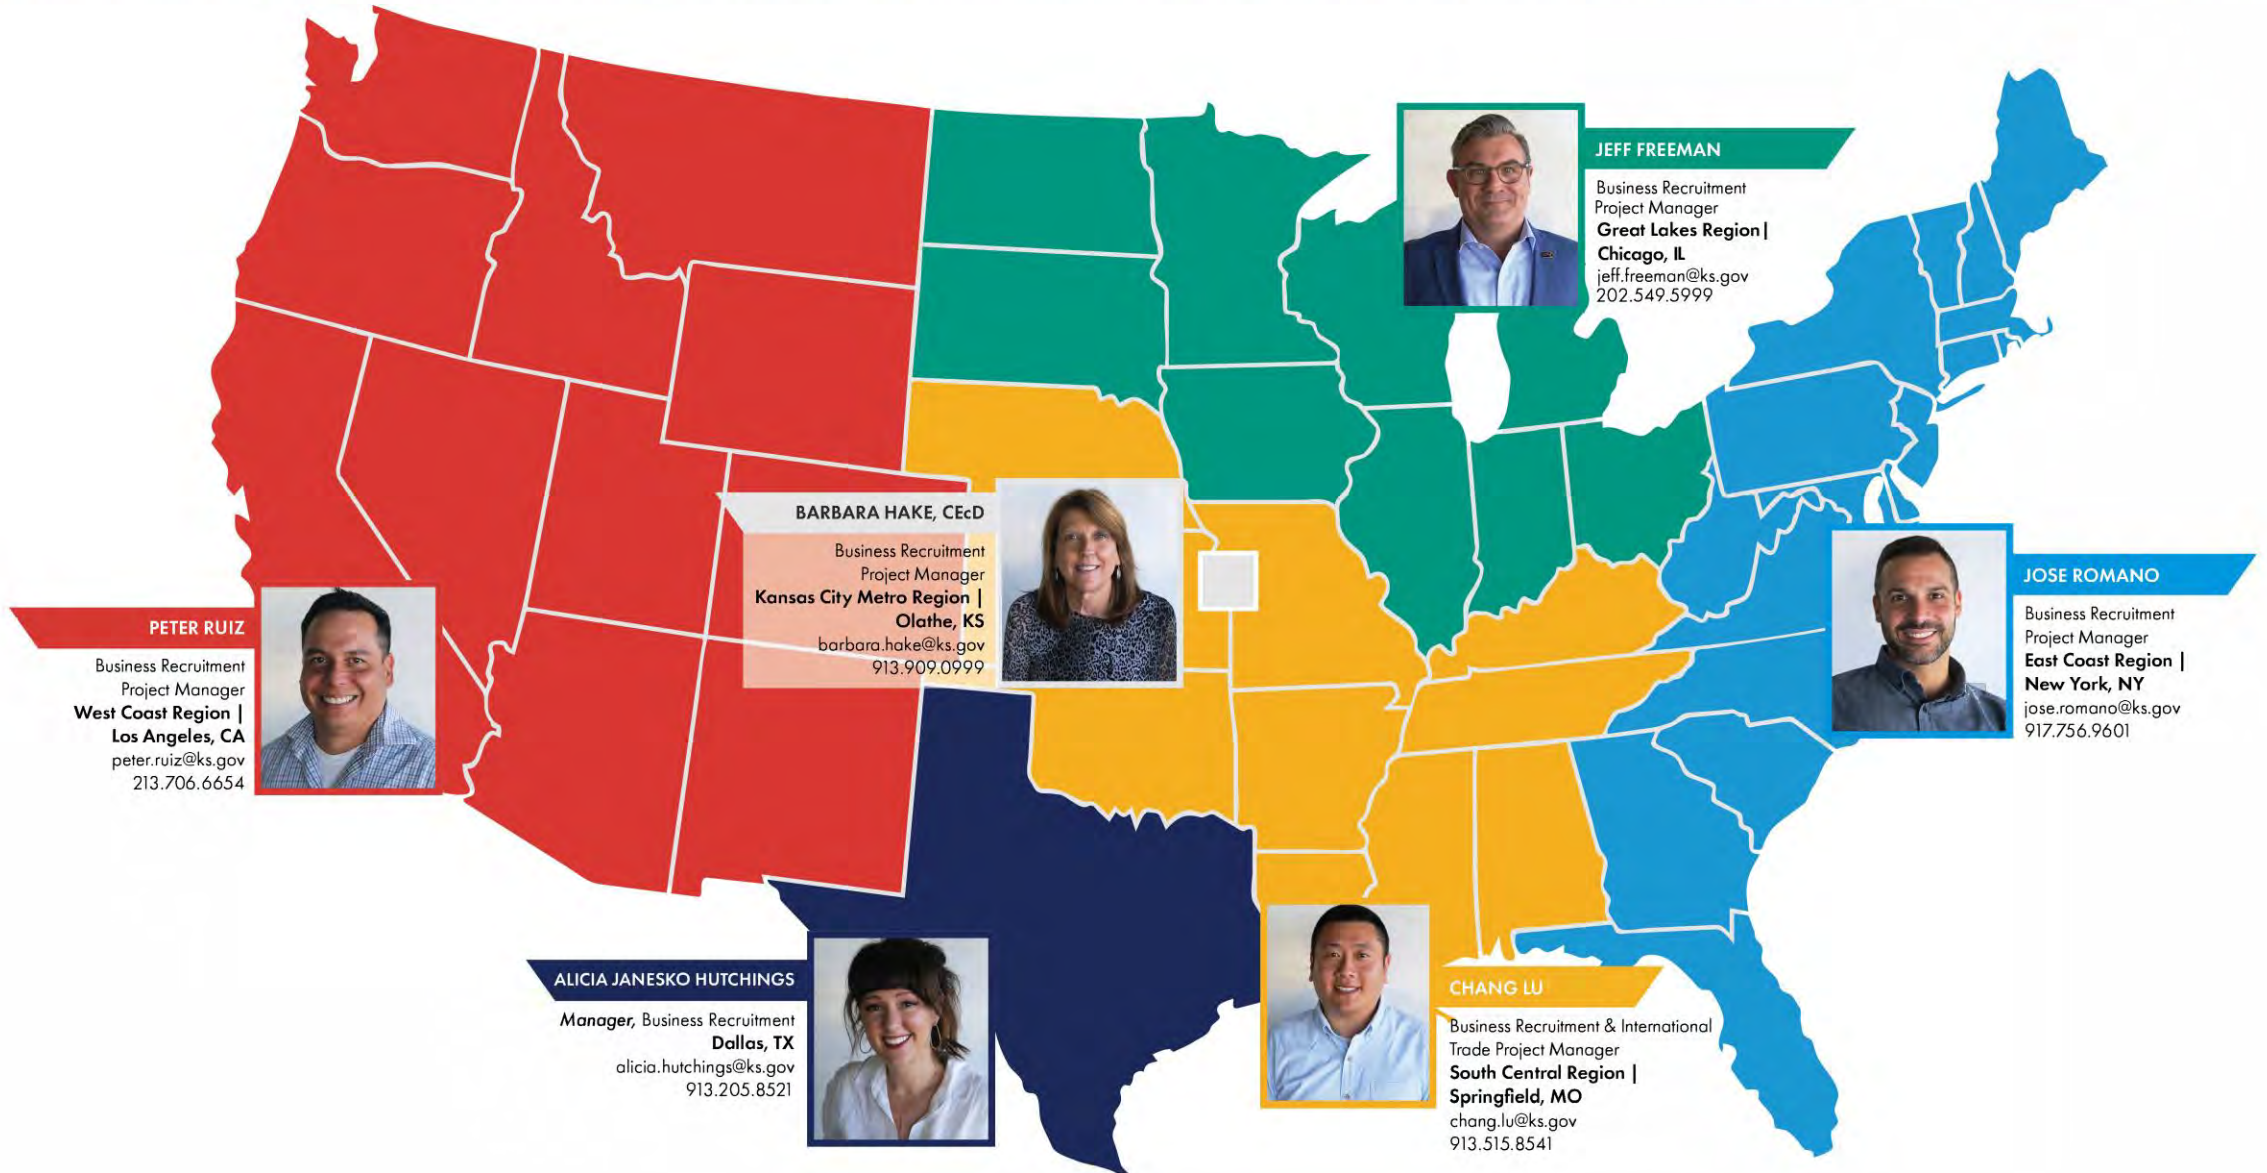 JEFF FREEMAN
Business Recruitment
Project Manager
Great Lakes Region|
Chicago, IL
jeff.freeman@ks.gov
202.549.5999
BARBARA HAKE, CEcD
Business Recruitment
Project Manager
Kansas City Metro Region |
Olathe, KS
barbara.hake@ks.gov
913.909.0999
JOSE ROMANO
Business Recruitment
Project Manager
East Coast Region |
New York, NY
jose.romano@ks.gov
917.756.9601
PETER RUIZ
Business Recruitment
Project Manager
West Coast Region |
Los Angeles, CA
peter.ruiz@ks.gov
213.706.6654
ALICIA JANESKO HUTCHINGS
Manager, Business Recruitment
Dallas, TX
alicia.hutchings@ks.gov
913.205.8521
CHANG LU
Business Recruitment & International
Trade Project Manager
South Central Region |
Springfield, MO
chang.lu@ks.gov
913.515.8541